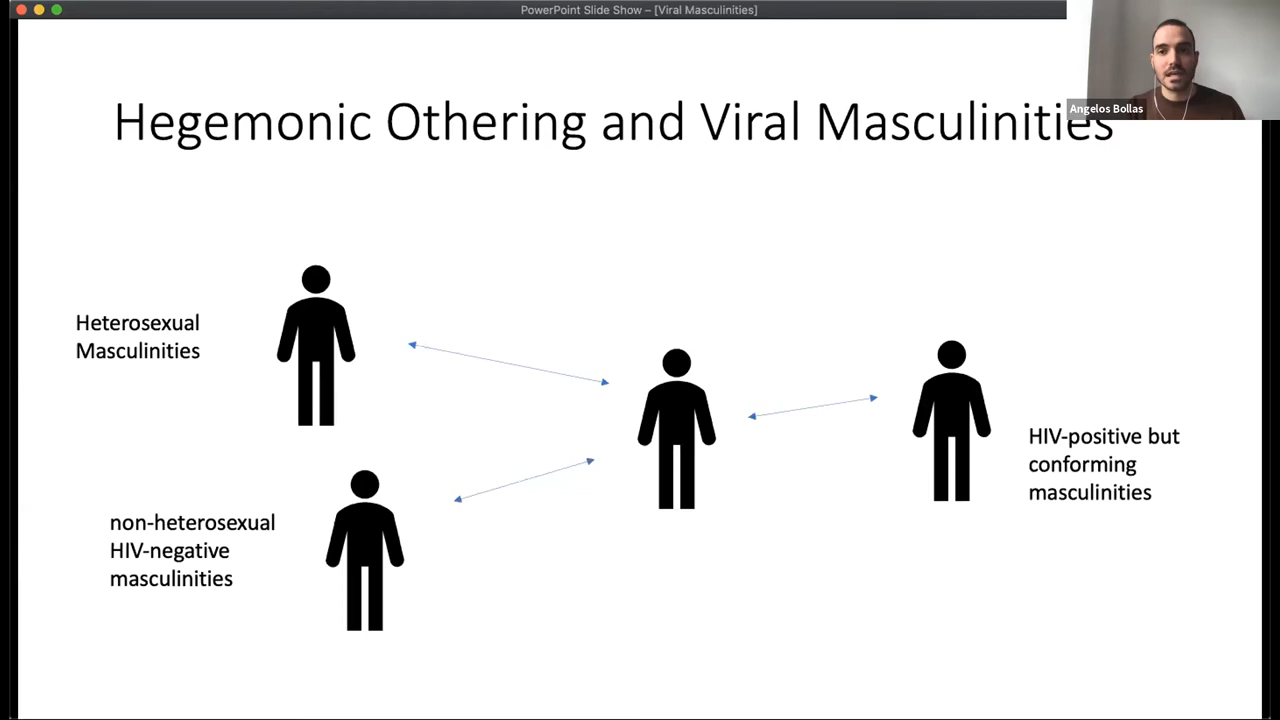 PowerPoint Slide Show – [Viral Masculinities]
Angelos Bollas
Hegemonic Othering and Viral Masculinities
Heterosexual
Masculinities
non-heterosexual
HIV-negative
masculinities
HIV-positive but
conforming
masculinities